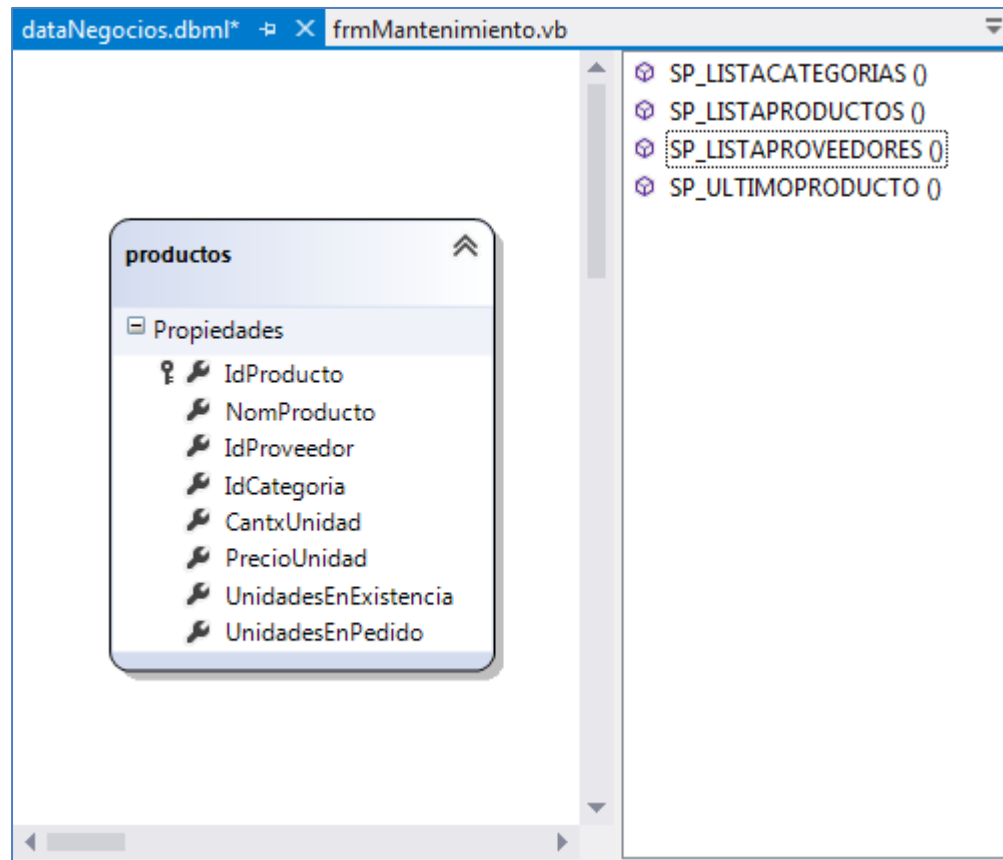 dataNegocios.dbml* frmMantenimiento.vb
productos
Propiedades
IdProducto
NomProducto
IdProveedor
IdCategoria
CantxUnidad
PrecioUnidad
UnidadesEnExistencia
UnidadesEnPedido
SP_LISTACATEGORIAS ()
SP_LISTAPRODUCTOS ()
SP_LISTAPROVEEDORES ()
SP_ULTIMOPRODUCTO ()